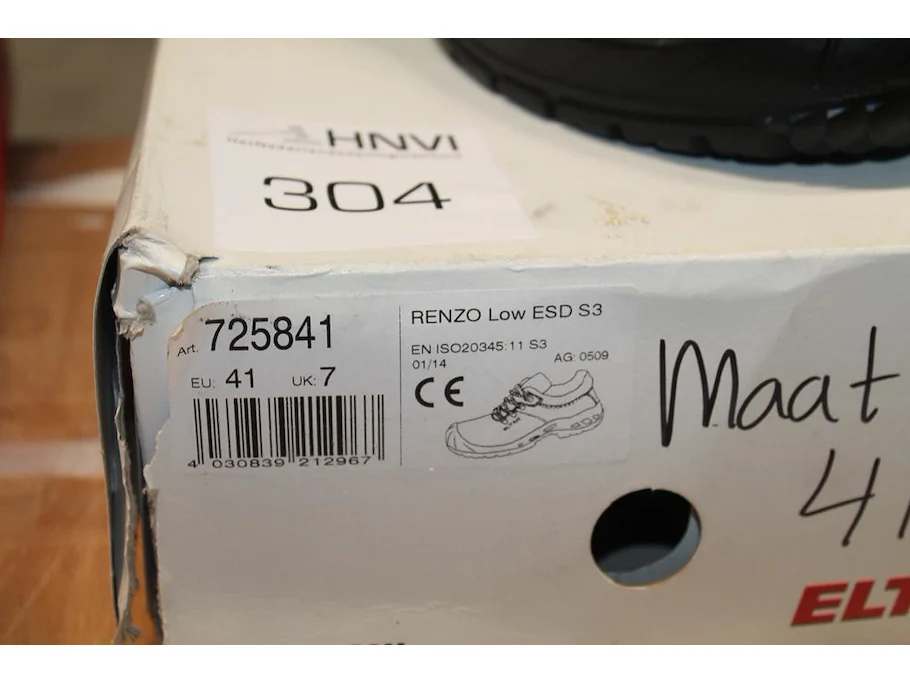 HNVI
304
Art. 725841
EU: 41 UK: 7
4 030839 212967
RENZO Low ESD S3
EN ISO20345:11 S3
01/14 AG: 0509
CE
Maat
41
ELT